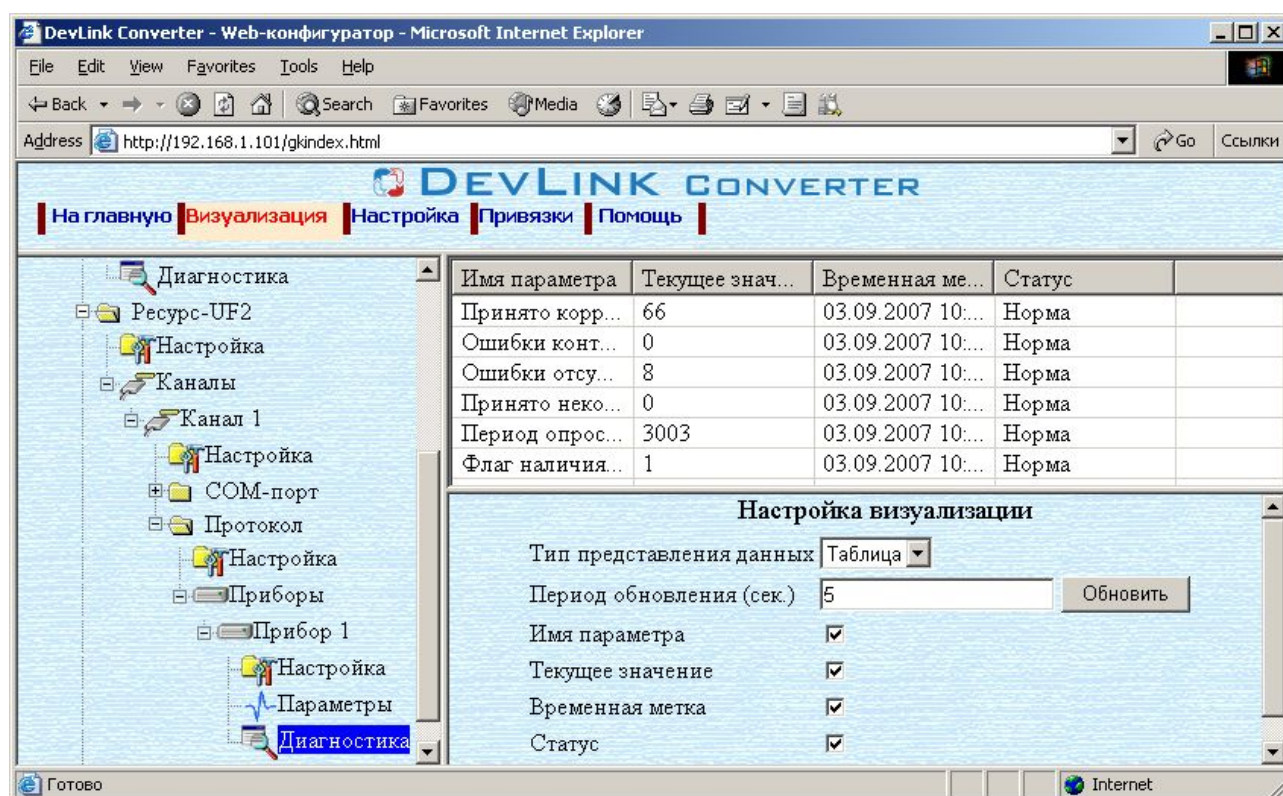 DevLink Converter - Web-конфигуратор - Microsoft Internet Explorer
File Edit View Favorites Tools Help
Back Search Favorites Media
Address http://192.168.1.101/gkindex.html Go Ссылки
DEVLINK CONVERTER
На главную Визуализация Настройка Привязки Помощь
Диагностика
Ресурс-UF2
Настройка
Каналы
Канал 1
Настройка
COM-порт
Протокол
Настройка
Приборы
Прибор 1
Настройка
Параметры
Диагностика
Имя параметра Текущее знач... Временная ме... Статус
Принято корр... 66 03.09.2007 10:... Норма
Ошибки конт... 0 03.09.2007 10:... Норма
Ошибки отсу... 8 03.09.2007 10:... Норма
Принято неко... 0 03.09.2007 10:... Норма
Период опрос... 3003 03.09.2007 10:... Норма
Флаг наличия... 1 03.09.2007 10:... Норма
Настройка визуализации
Тип представления данных Таблица
Период обновления (сек.) 5 Обновить
Имя параметра
Текущее значение
Временная метка
Статус
Готово Internet